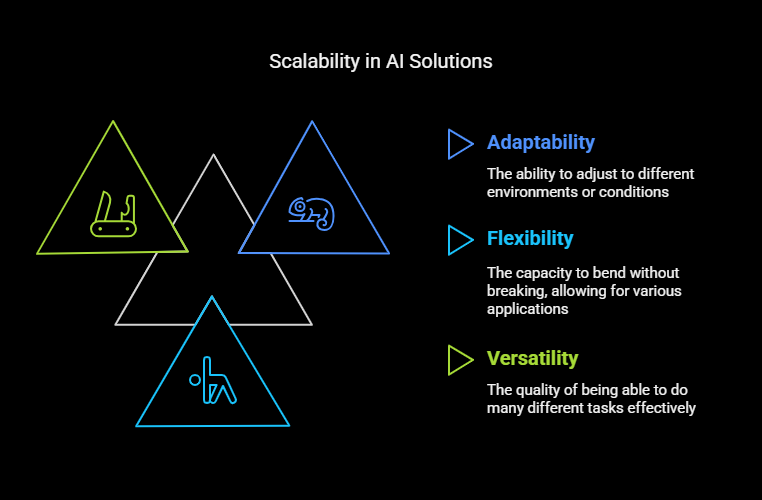 Scalability in AI Solutions
Adaptability
The ability to adjust to different
environments or conditions
Flexibility
The capacity to bend without
breaking, allowing for various
applications
Versatility
The quality of being able to do
many different tasks effectively